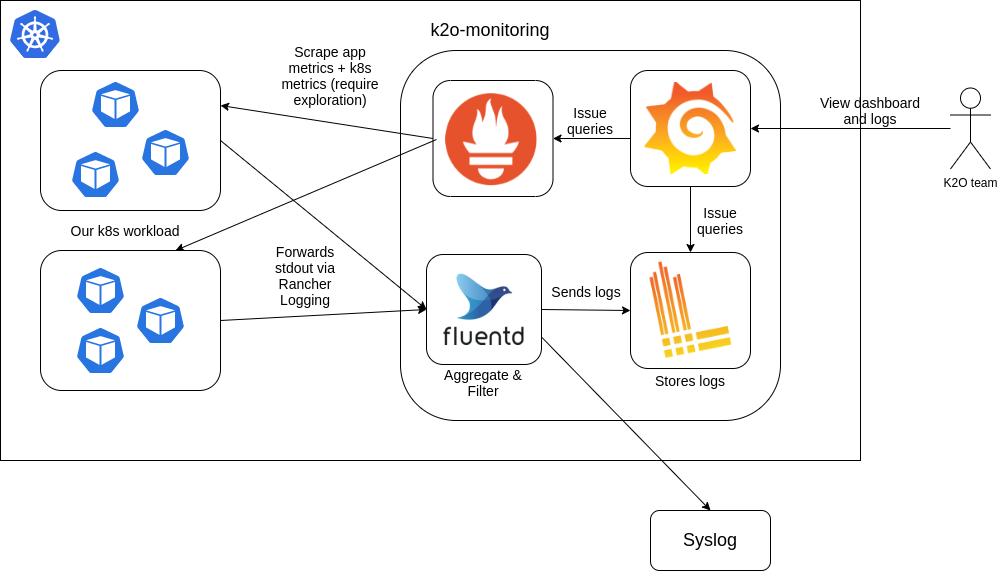 k2o-monitoring
Scrape app
metrics + k8s
metrics (require
exploration)
Issue
queries
View dashboard
and logs
K2O team
Our k8s workload
Issue
queries
Forwards
stdout via
Rancher
Logging
fluentd
Sends logs
Aggregate &
Filter
Stores logs
Syslog